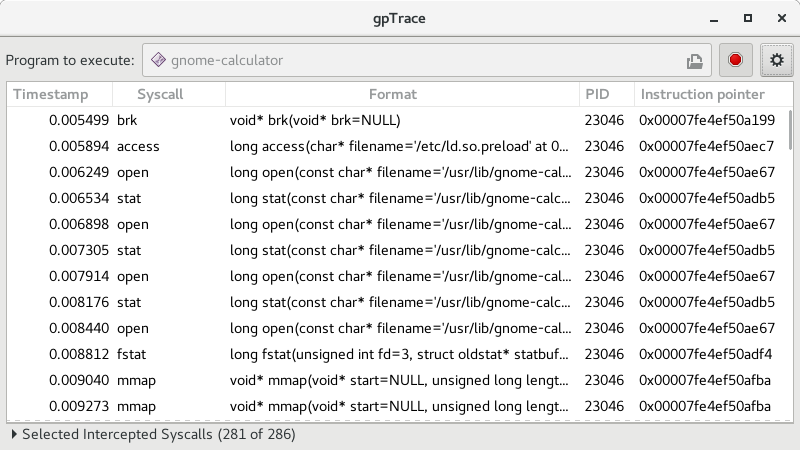 gpTrace
Program to execute: gnome-calculator
Timestamp Syscall Format PID Instruction pointer
0.005499 brk void* brk(void* brk=NULL) 23046 0x00007fe4ef50a199
0.005894 access long access(char* filename='/etc/ld.so.preload' at 0... 23046 0x00007fe4ef50aec7
0.006249 open long open(const char* filename='/usr/lib/gnome-calc... 23046 0x00007fe4ef50ae67
0.006534 stat long stat(const char* filename='/usr/lib/gnome-calc... 23046 0x00007fe4ef50adb5
0.006898 open long open(const char* filename='/usr/lib/gnome-calc... 23046 0x00007fe4ef50ae67
0.007305 stat long stat(const char* filename='/usr/lib/gnome-calc... 23046 0x00007fe4ef50adb5
0.007914 open long open(const char* filename='/usr/lib/gnome-calc... 23046 0x00007fe4ef50ae67
0.008176 stat long stat(const char* filename='/usr/lib/gnome-calc... 23046 0x00007fe4ef50adb5
0.008440 open long open(const char* filename='/usr/lib/gnome-calc... 23046 0x00007fe4ef50ae67
0.008812 fstat long fstat(unsigned int fd=3, struct oldstat* statbuf... 23046 0x00007fe4ef50adf4
0.009040 mmap void* mmap(void* start=NULL, unsigned long lengt... 23046 0x00007fe4ef50afba
0.009273 mmap void* mmap(void* start=NULL, unsigned long lengt... 23046 0x00007fe4ef50afba
Selected Intercepted Syscalls (281 of 286)